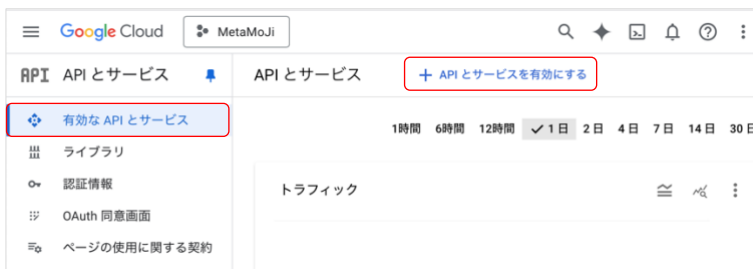 Google Cloud MetaMoJi
API APIとサービス APIとサービス + APIとサービスを有効にする
有効な APIとサービス
1時間 6時間 12時間 ✓1日 2日 4日 7日 14日 30日
ライブラリ
認証情報 トラフィック
OAuth 同意画面
ページの使用に関する契約